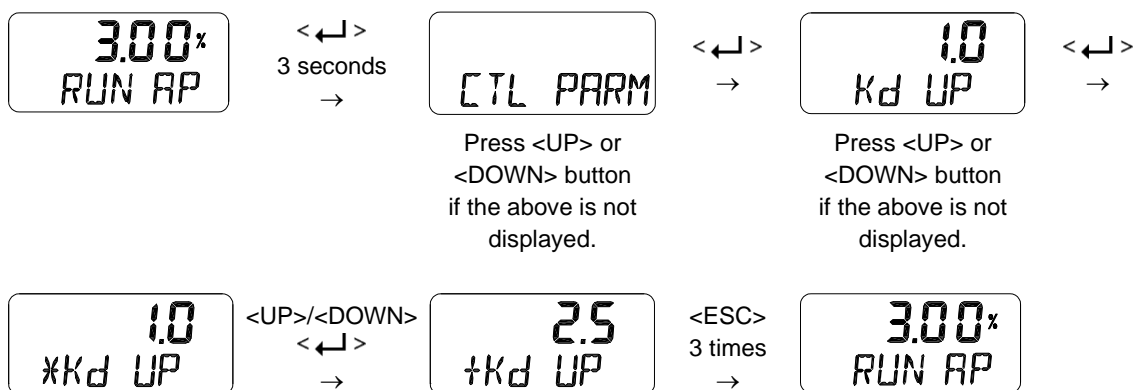 3.00%
RUN AP
<↵>
3 seconds
→
CTL PARM
<↵>
→
1.0
Kd UP
<↵>
→
Press <UP> or
<DOWN> button
if the above is not
displayed.
Press <UP> or
<DOWN> button
if the above is not
displayed.
1.0
*Kd UP
<UP>/<DOWN>
<↵>
→
2.5
+Kd UP
<ESC>
3 times
→
3.00%
RUN AP